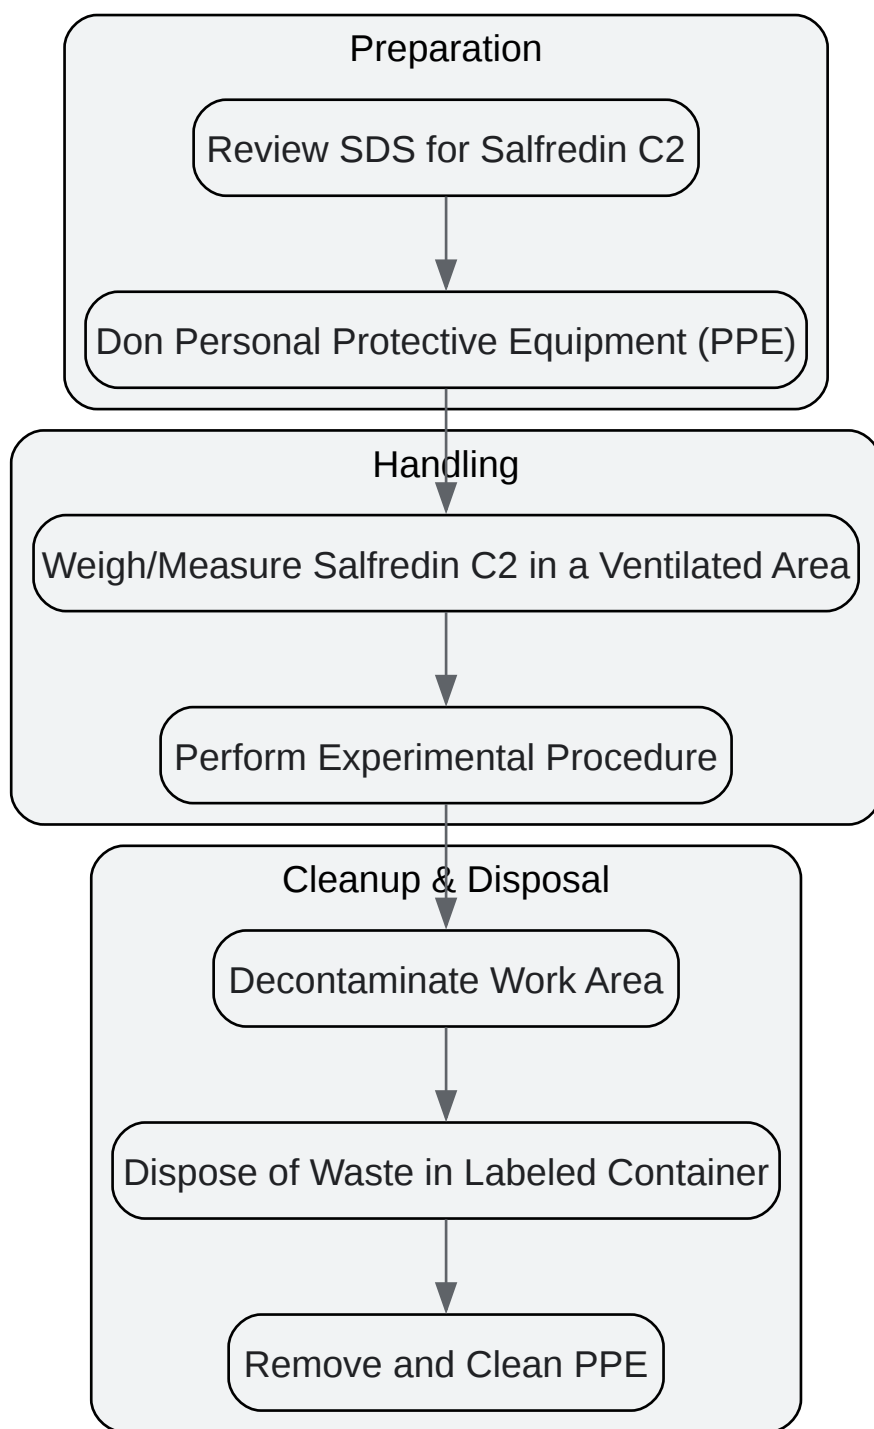 Preparation
Review SDS for Salfredin C2
Don Personal Protective Equipment (PPE)
Handling
Weigh/Measure Salfredin C2 in a Ventilated Area
Perform Experimental Procedure
Cleanup & Disposal
Decontaminate Work Area
Dispose of Waste in Labeled Container
Remove and Clean PPE